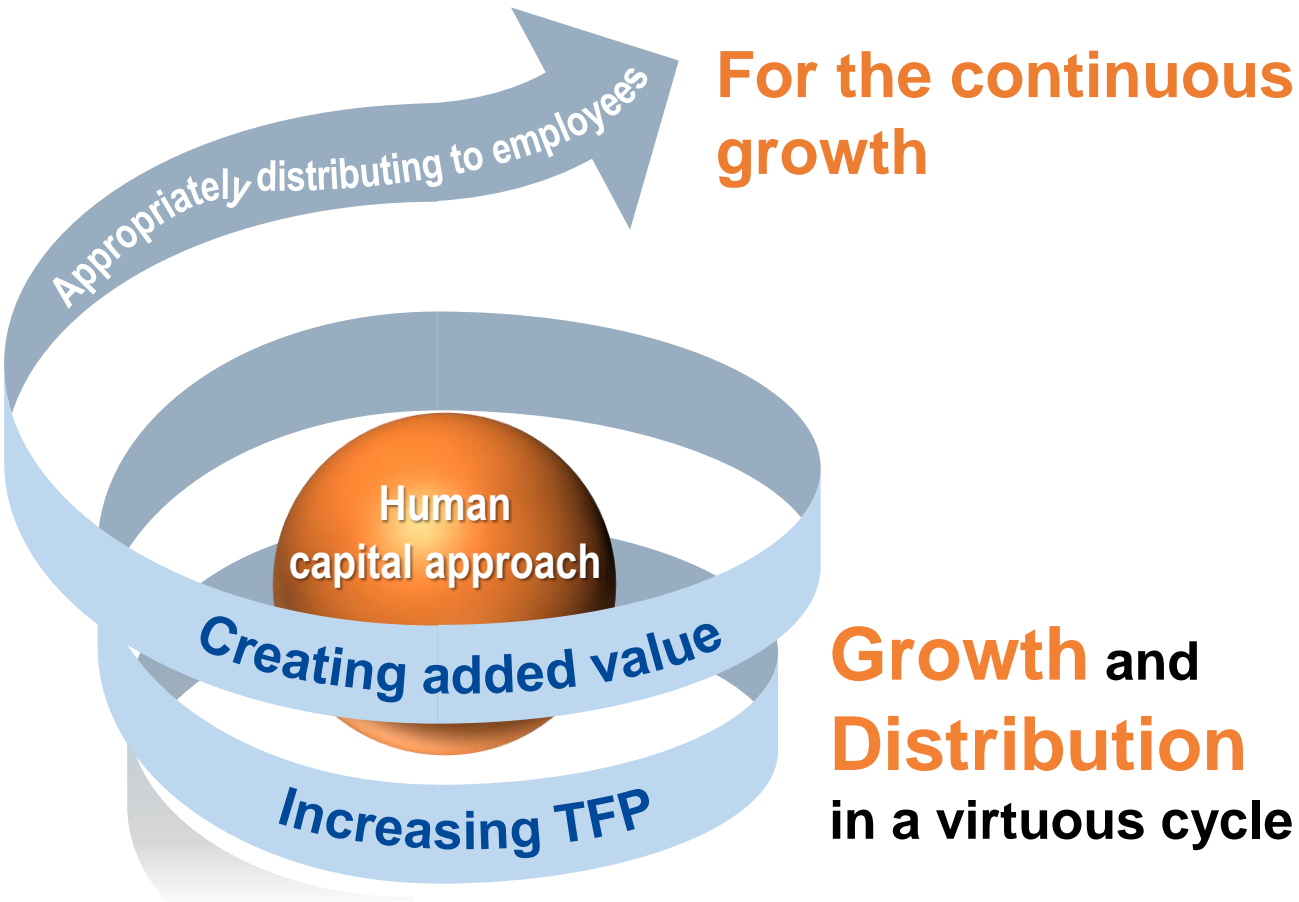 For the continuous
growth
Appropriately distributing to employees
Human
capital approach
Creating added value
Increasing TFP
Growth and
Distribution
in a virtuous cycle